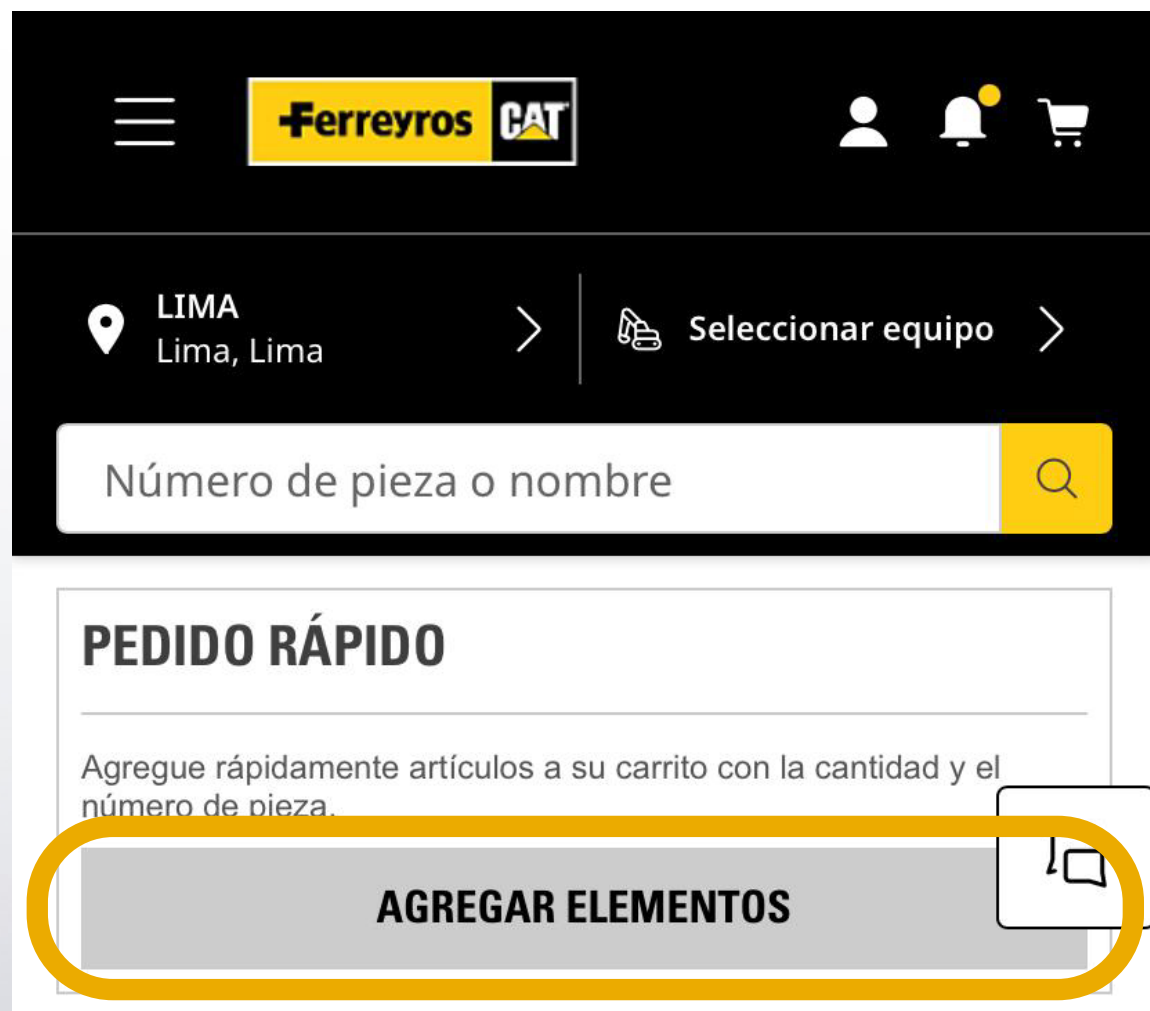 Ferreyros CAT
LIMA
Lima, Lima
Seleccionar equipo
Número de pieza o nombre
PEDIDO RÁPIDO
Agregue rápidamente artículos a su carrito con la cantidad y el
número de pieza.
AGREGAR ELEMENTOS